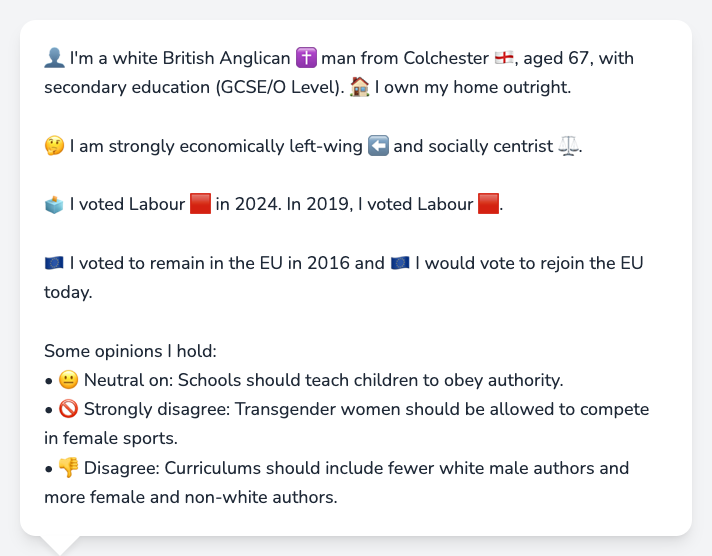 👤 I'm a white British Anglican ✝️ man from Colchester 🏴󠁧󠁢󠁥󠁮󠁧󠁿, aged 67, with
secondary education (GCSE/O Level). 🏠 I own my home outright.
🤔 I am strongly economically left-wing ⬅️ and socially centrist ⚖️.
🗳️ I voted Labour 🟥 in 2024. In 2019, I voted Labour 🟥.
🇪🇺 I voted to remain in the EU in 2016 and 🇪🇺 I would vote to rejoin the EU
today.
Some opinions I hold:
• 😐 Neutral on: Schools should teach children to obey authority.
• 🚫 Strongly disagree: Transgender women should be allowed to compete
in female sports.
• 👎 Disagree: Curriculums should include fewer white male authors and
more female and non-white authors.